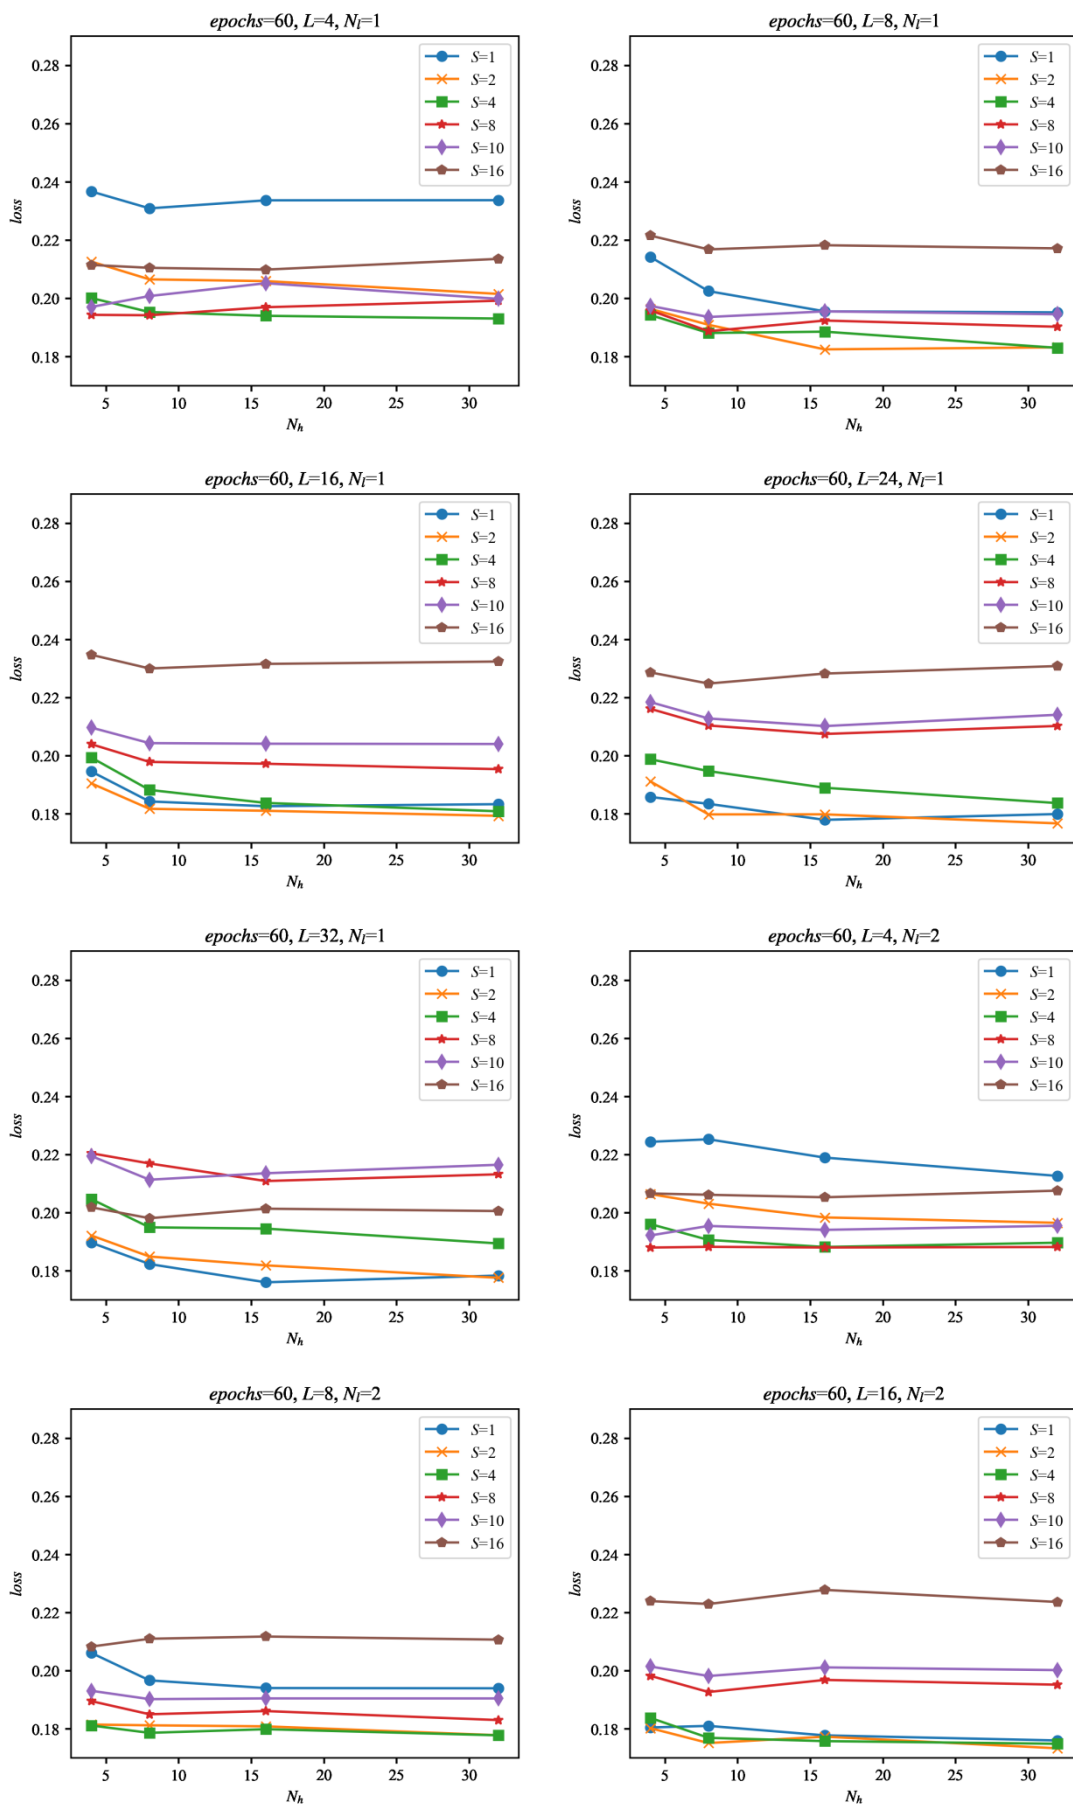 epochs=60, L=4, Nl=1
0.28
0.26
0.24
0.22
0.20
0.18
loss
S=1
S=2
S=4
S=8
S=10
S=16
5 10 15 20 25 30
Nh
epochs=60, L=8, Nl=1
0.28
0.26
0.24
0.22
0.20
0.18
loss
S=1
S=2
S=4
S=8
S=10
S=16
5 10 15 20 25 30
Nh
epochs=60, L=16, Nl=1
0.28
0.26
0.24
0.22
0.20
0.18
loss
S=1
S=2
S=4
S=8
S=10
S=16
5 10 15 20 25 30
Nh
epochs=60, L=24, Nl=1
0.28
0.26
0.24
0.22
0.20
0.18
loss
S=1
S=2
S=4
S=8
S=10
S=16
5 10 15 20 25 30
Nh
epochs=60, L=32, Nl=1
0.28
0.26
0.24
0.22
0.20
0.18
loss
S=1
S=2
S=4
S=8
S=10
S=16
5 10 15 20 25 30
Nh
epochs=60, L=4, Nl=2
0.28
0.26
0.24
0.22
0.20
0.18
loss
S=1
S=2
S=4
S=8
S=10
S=16
5 10 15 20 25 30
Nh
epochs=60, L=8, Nl=2
0.28
0.26
0.24
0.22
0.20
0.18
loss
S=1
S=2
S=4
S=8
S=10
S=16
5 10 15 20 25 30
Nh
epochs=60, L=16, Nl=2
0.28
0.26
0.24
0.22
0.20
0.18
loss
S=1
S=2
S=4
S=8
S=10
S=16
5 10 15 20 25 30
Nh